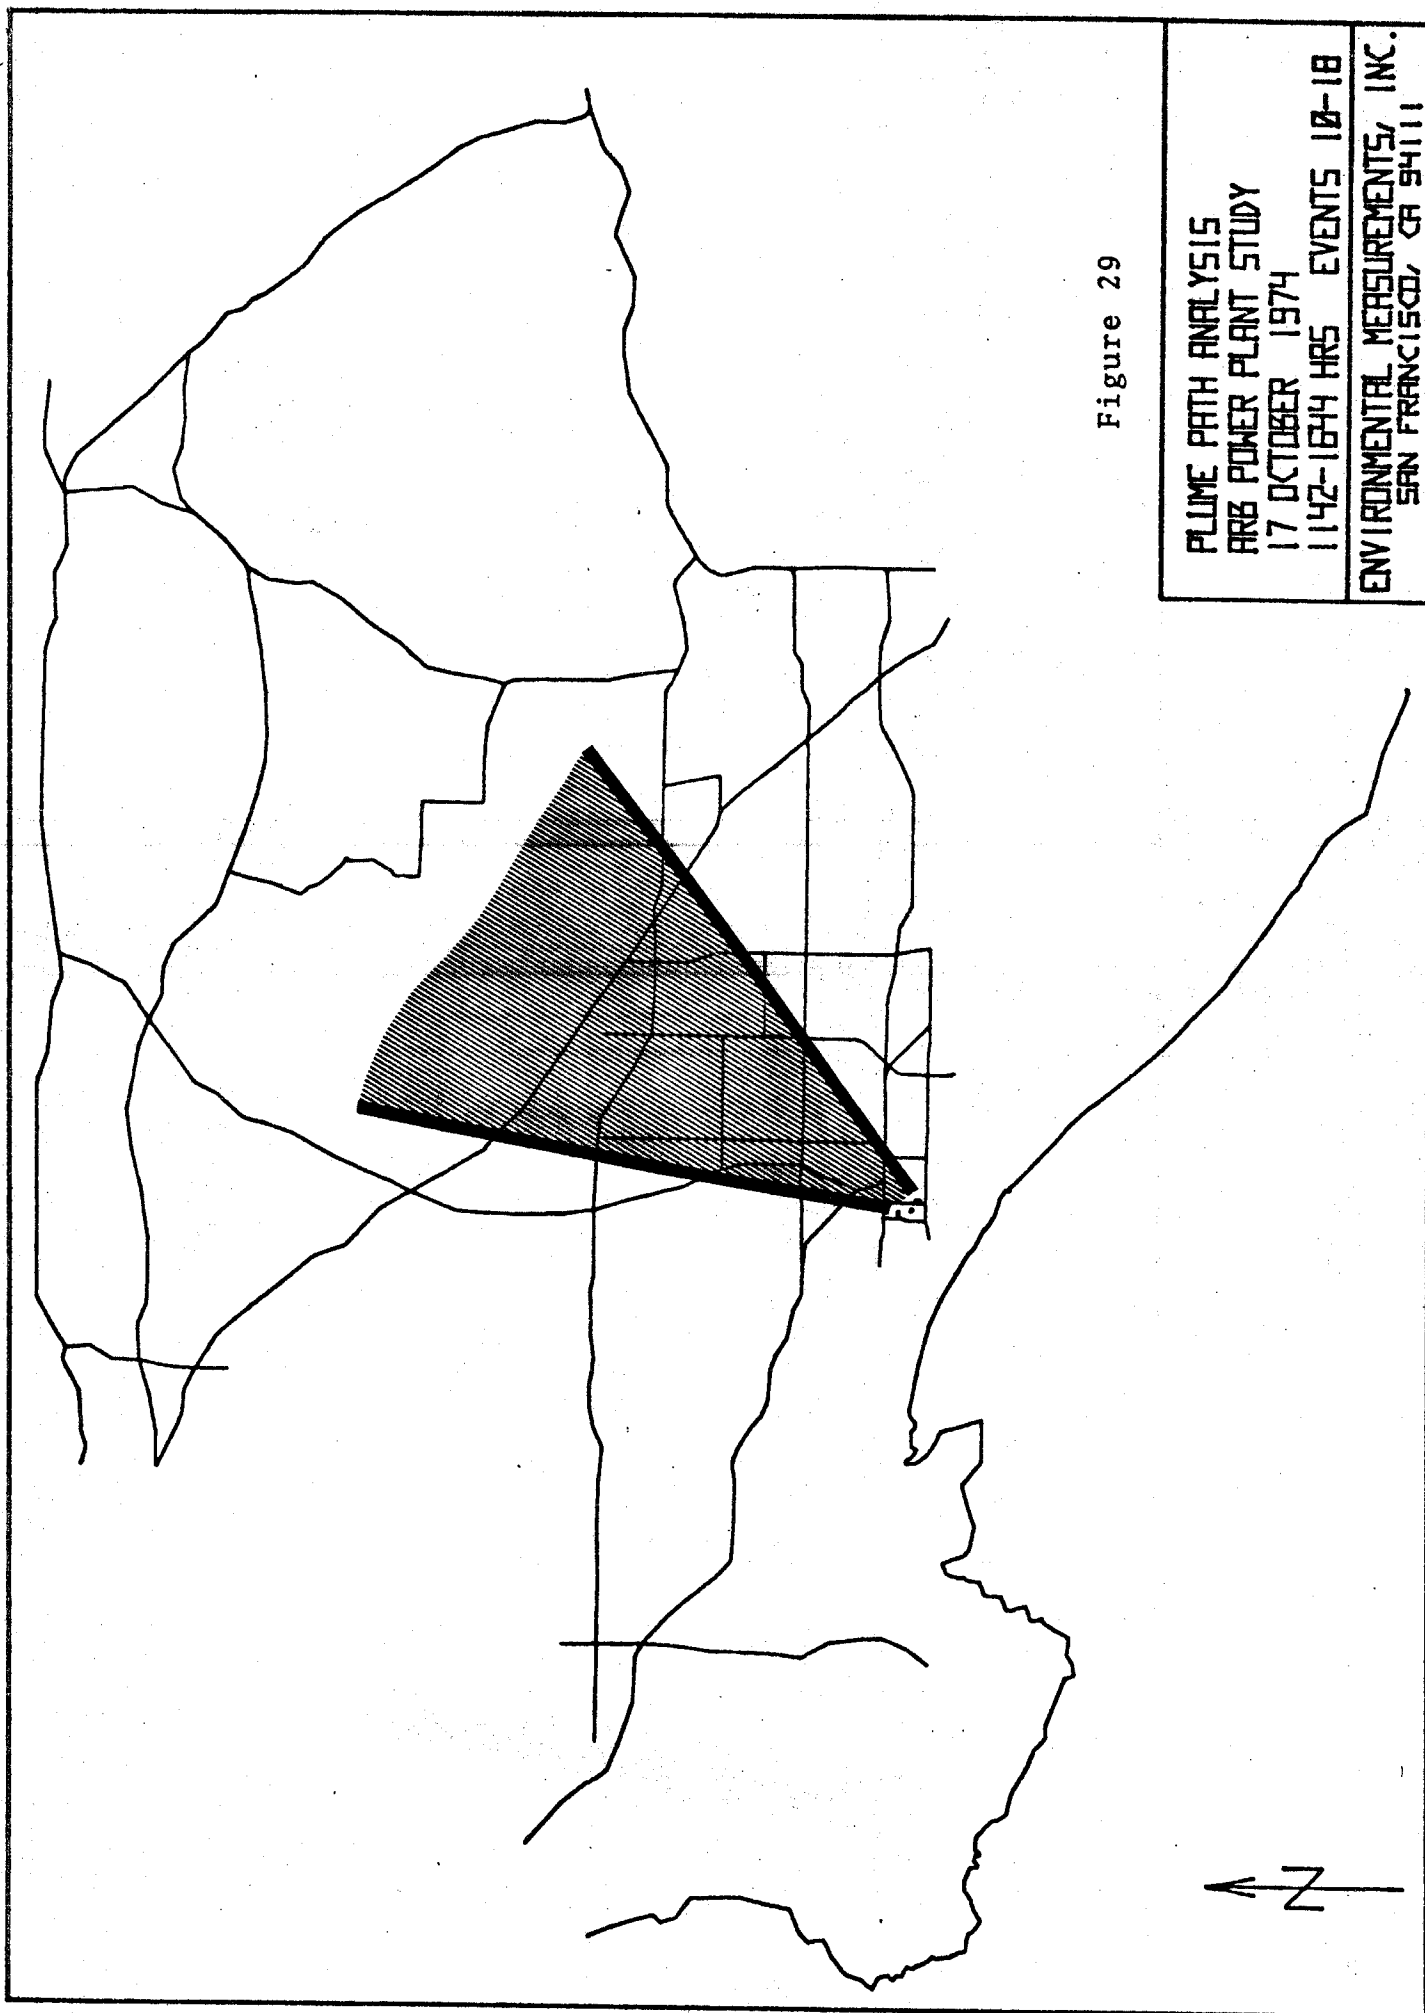 Figure 29
PLUME PATH ANALYSIS
ARB POWER PLANT STUDY
17 OCTOBER 1974
1142-1644 HRS EVENTS 10-18
ENVIRONMENTAL MEASUREMENTS, INC.
SAN FRANCISCO, CA 94111
N